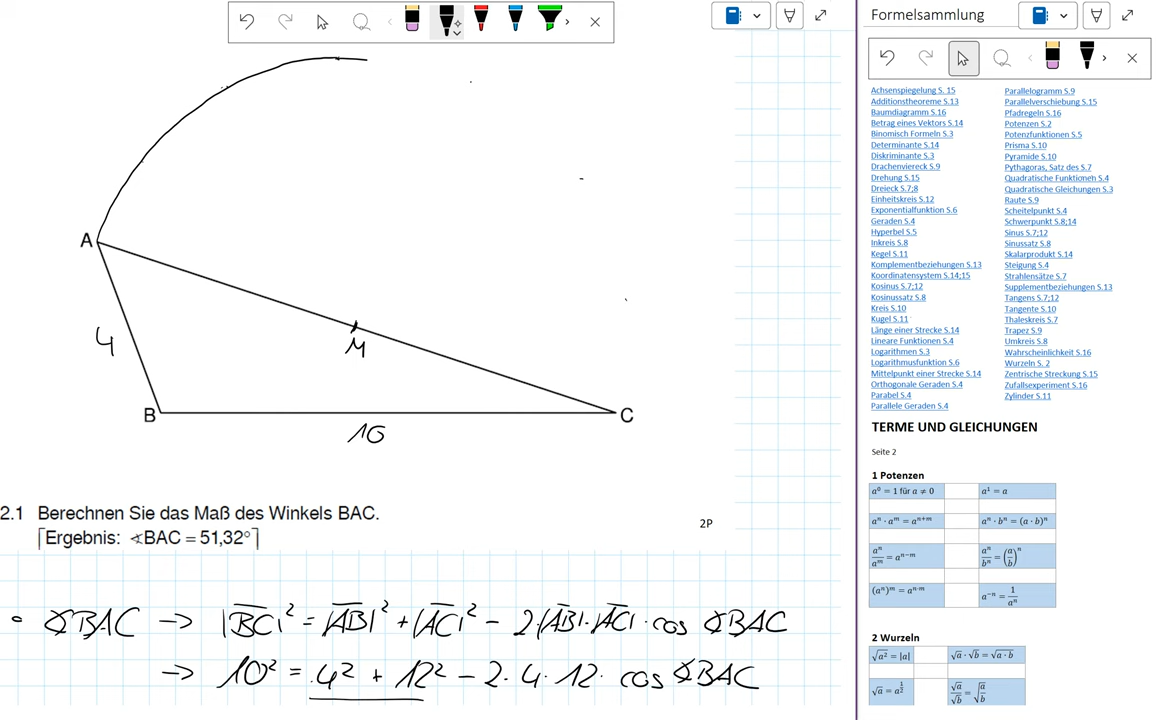 Formelsammlung
A
4
M
B
C
10
2.1 Berechnen Sie das Maß des Winkels BAC.
2P
⌈Ergebnis: ∢BAC = 51,32°⌉
• ∢BAC → |BC|² = |AB|² + |AC|² - 2·|AB|·|AC|·cos ∢BAC
→ 10² = 4² + 12² - 2·4·12·cos ∢BAC
Achsenspiegelung S. 15
Additionstheoreme S.13
Baumdiagramm S.16
Betrag eines Vektors S.14
Binomisch Formeln S.3
Determinante S.14
Diskriminante S.3
Drachenviereck S.9
Drehung S.15
Dreieck S.7;8
Einheitskreis S.12
Exponentialfunktion S.6
Geraden S.4
Hyperbel S.5
Inkreis S.8
Kegel S.11
Komplementbeziehungen S.13
Koordinatensystem S.14;15
Kosinus S.7;12
Kosinussatz S.8
Kreis S.10
Kugel S.11
Länge einer Strecke S.14
Lineare Funktionen S.4
Logarithmen S.3
Logarithmusfunktion S.6
Mittelpunkt einer Strecke S.14
Orthogonale Geraden S.4
Parabel S.4
Parallele Geraden S.4
Parallelogramm S.9
Parallelverschiebung S.15
Pfadregeln S.16
Potenzen S.2
Potenzfunktionen S.5
Prisma S.10
Pyramide S.10
Pythagoras, Satz des S.7
Quadratische Funktionen S.4
Quadratische Gleichungen S.3
Raute S.9
Scheitelpunkt S.4
Schwerpunkt S.8;14
Sinus S.7;12
Sinussatz S.8
Skalarprodukt S.14
Steigung S.4
Strahlensätze S.7
Supplementbeziehungen S.13
Tangens S.7;12
Tangente S.10
Thaleskreis S.7
Trapez S.9
Umkreis S.8
Wahrscheinlichkeit S.16
Wurzeln S. 2
Zentrische Streckung S.15
Zufallsexperiment S.16
Zylinder S.11
TERME UND GLEICHUNGEN
Seite 2
1 Potenzen
a⁰ = 1 für a ≠ 0 a¹ = a
aⁿ · aᵐ = aⁿ⁺ᵐ aⁿ · bⁿ = (a · b)ⁿ
aⁿ/aᵐ = aⁿ⁻ᵐ aⁿ/bⁿ = (a/b)ⁿ
(aⁿ)ᵐ = aⁿ·ᵐ a⁻ⁿ = 1/aⁿ
2 Wurzeln
√a² = |a| √a · √b = √a · b
√a = a^(1/2) √a/√b = √(a/b)